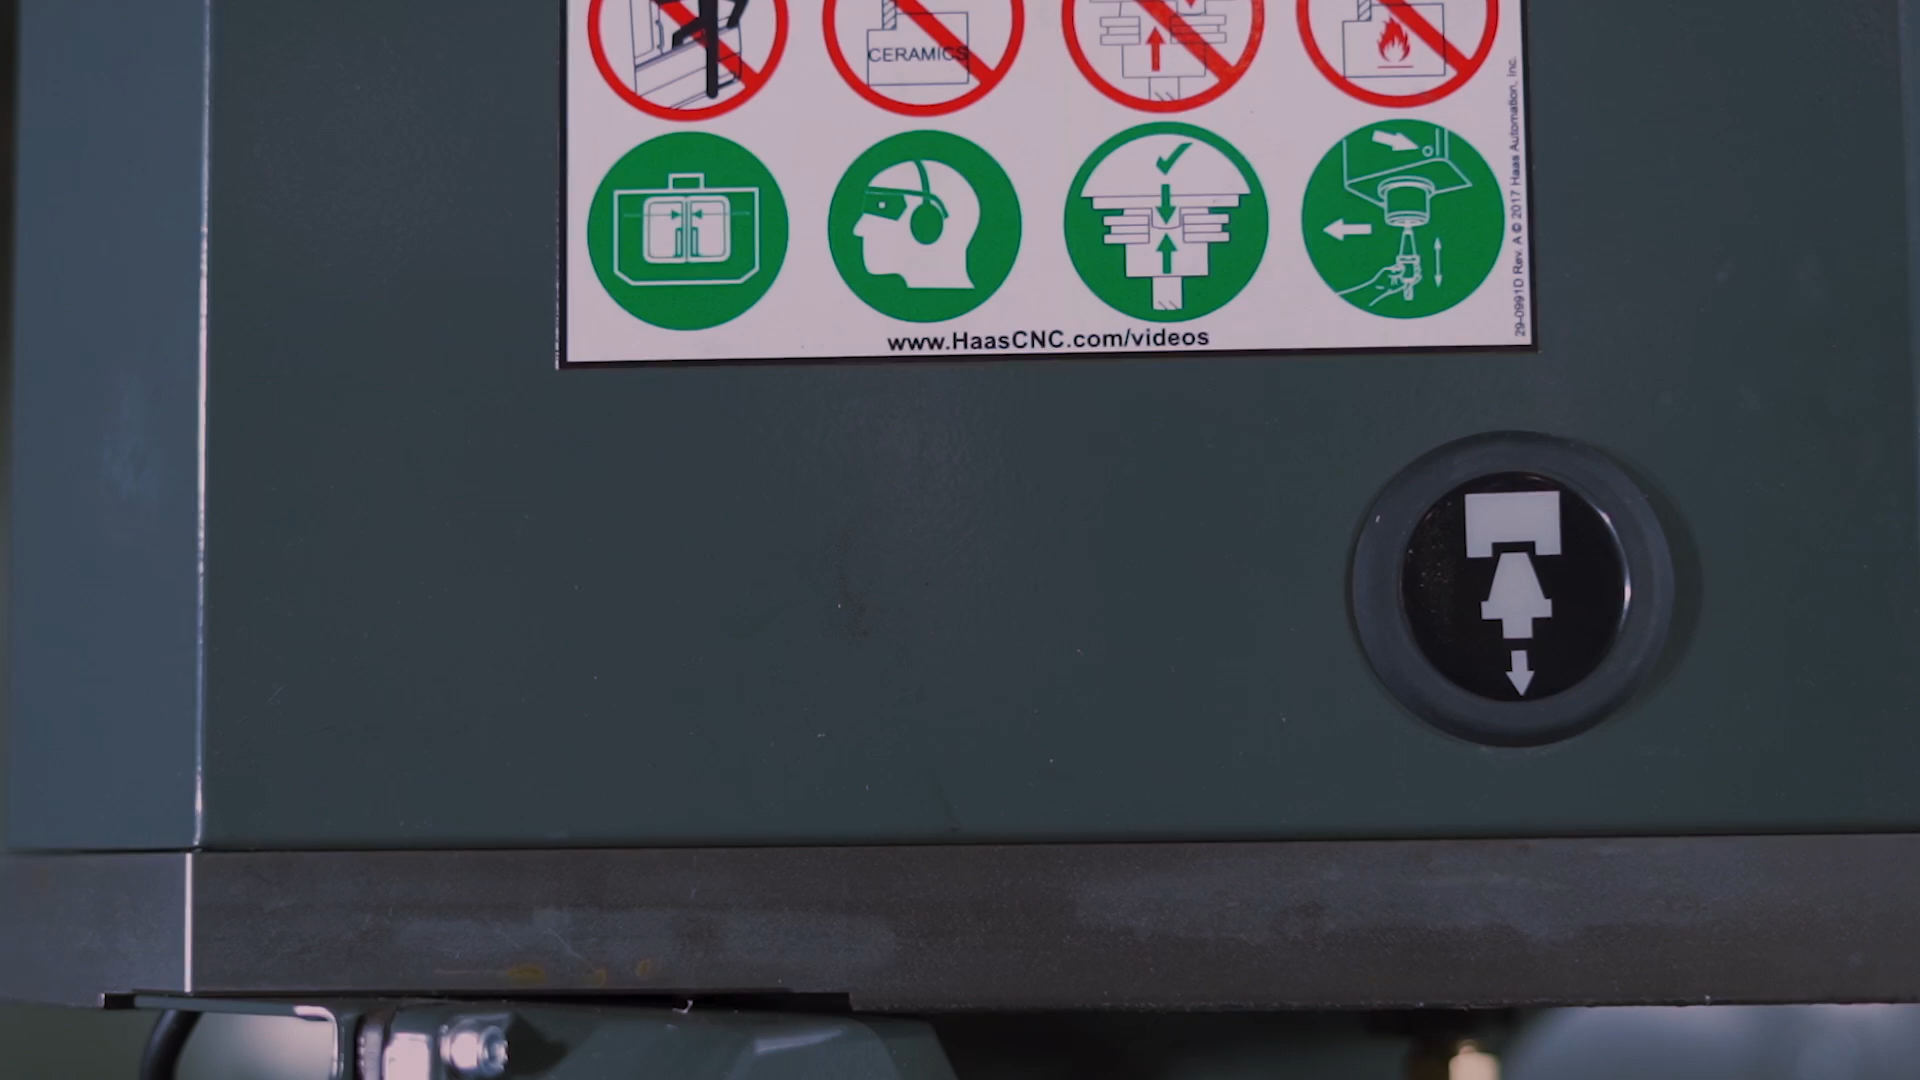 CERAMICS
www.HaasCNC.com/videos
29-0991D Rev. A © 2017 Haas Automation, Inc.